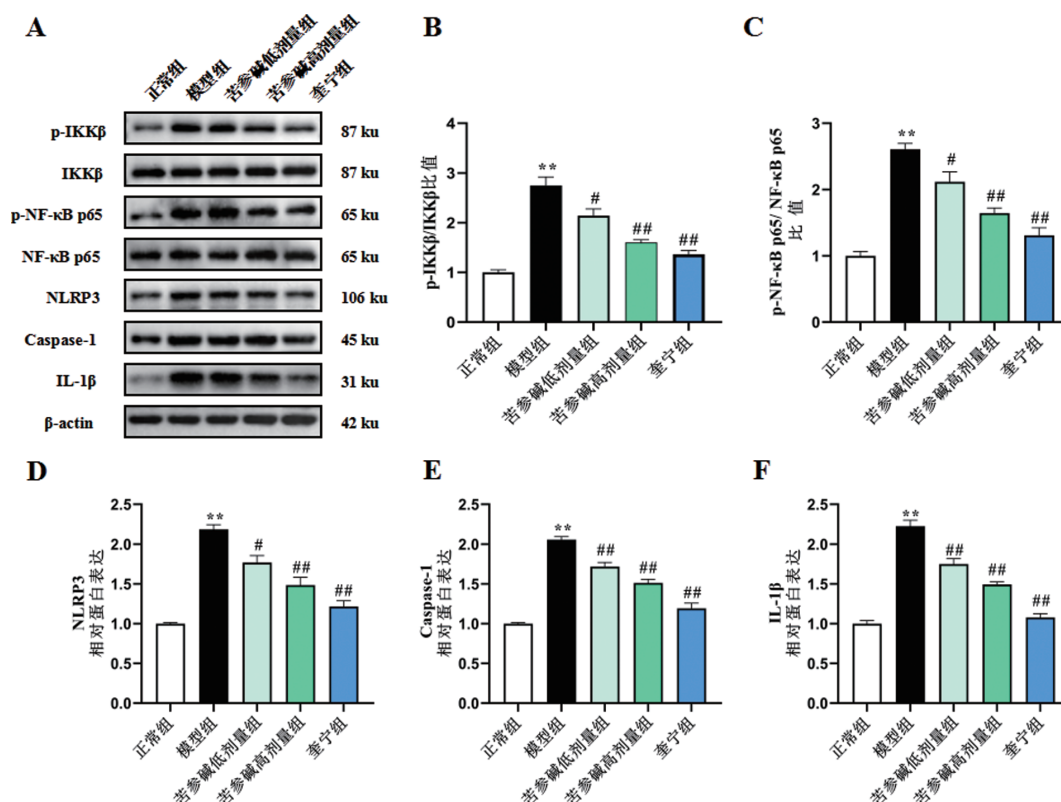 A
正常组
模型组
苦参碱低剂量组
苦参碱高剂量组
奎宁组
p-IKKβ
87 ku
IKKβ
87 ku
p-NF-κB p65
65 ku
NF-κB p65
65 ku
NLRP3
106 ku
Caspase-1
45 ku
IL-1β
31 ku
β-actin
42 ku
B
p-IKKβ/IKKβ比值
4
3
2
1
0
**
#
##
##
正常组
模型组
苦参碱低剂量组
苦参碱高剂量组
奎宁组
C
p-NF-κB p65/ NF-κB p65
比值
3
2
1
0
**
#
##
##
正常组
模型组
苦参碱低剂量组
苦参碱高剂量组
奎宁组
D
NLRP3
相对蛋白表达
2.5
2.0
1.5
1.0
0.5
0.0
**
#
##
##
正常组
模型组
苦参碱低剂量组
苦参碱高剂量组
奎宁组
E
Caspase-1
相对蛋白表达
2.5
2.0
1.5
1.0
0.5
0.0
**
##
##
##
正常组
模型组
苦参碱低剂量组
苦参碱高剂量组
奎宁组
F
IL-1β
相对蛋白表达
2.5
2.0
1.5
1.0
0.5
0.0
**
##
##
##
正常组
模型组
苦参碱低剂量组
苦参碱高剂量组
奎宁组